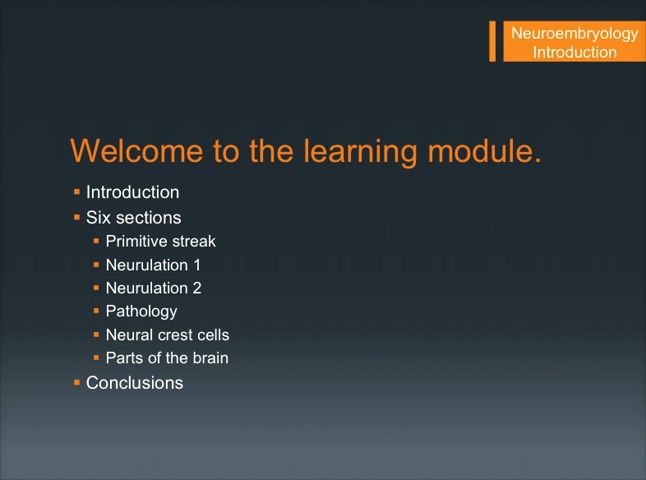 Neuroembryology
Introduction
Welcome to the learning module.
Introduction
Six sections
Primitive streak
Neurulation 1
Neurulation 2
Pathology
Neural crest cells
Parts of the brain
Conclusions